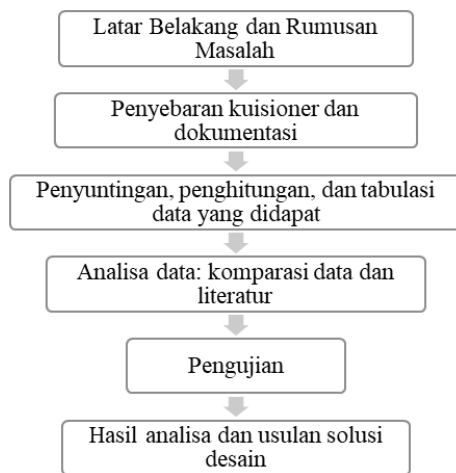 Latar Belakang dan Rumusan
Masalah
Penyebaran kuisioner dan
dokumentasi
Penyuntingan, penghitungan, dan tabulasi
data yang didapat
Analisa data: komparasi data dan
literatur
Pengujian
Hasil analisa dan usulan solusi
desain